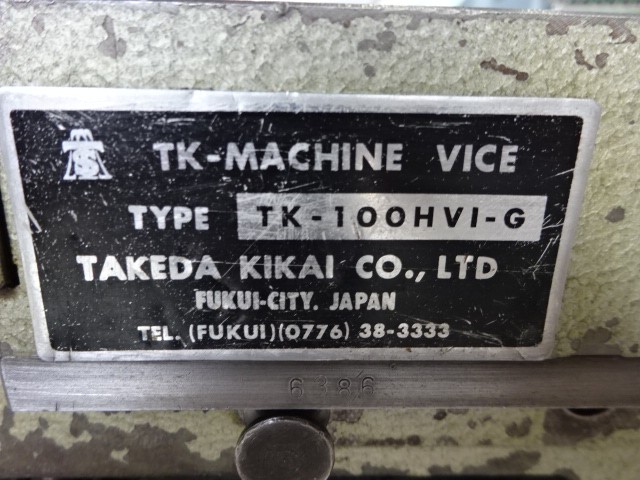 TK-MACHINE VICE
TYPE TK-100HVI-G
TAKEDA KIKAI CO., LTD
FUKUI-CITY. JAPAN
TEL. (FUKUI)(0776) 38-3333